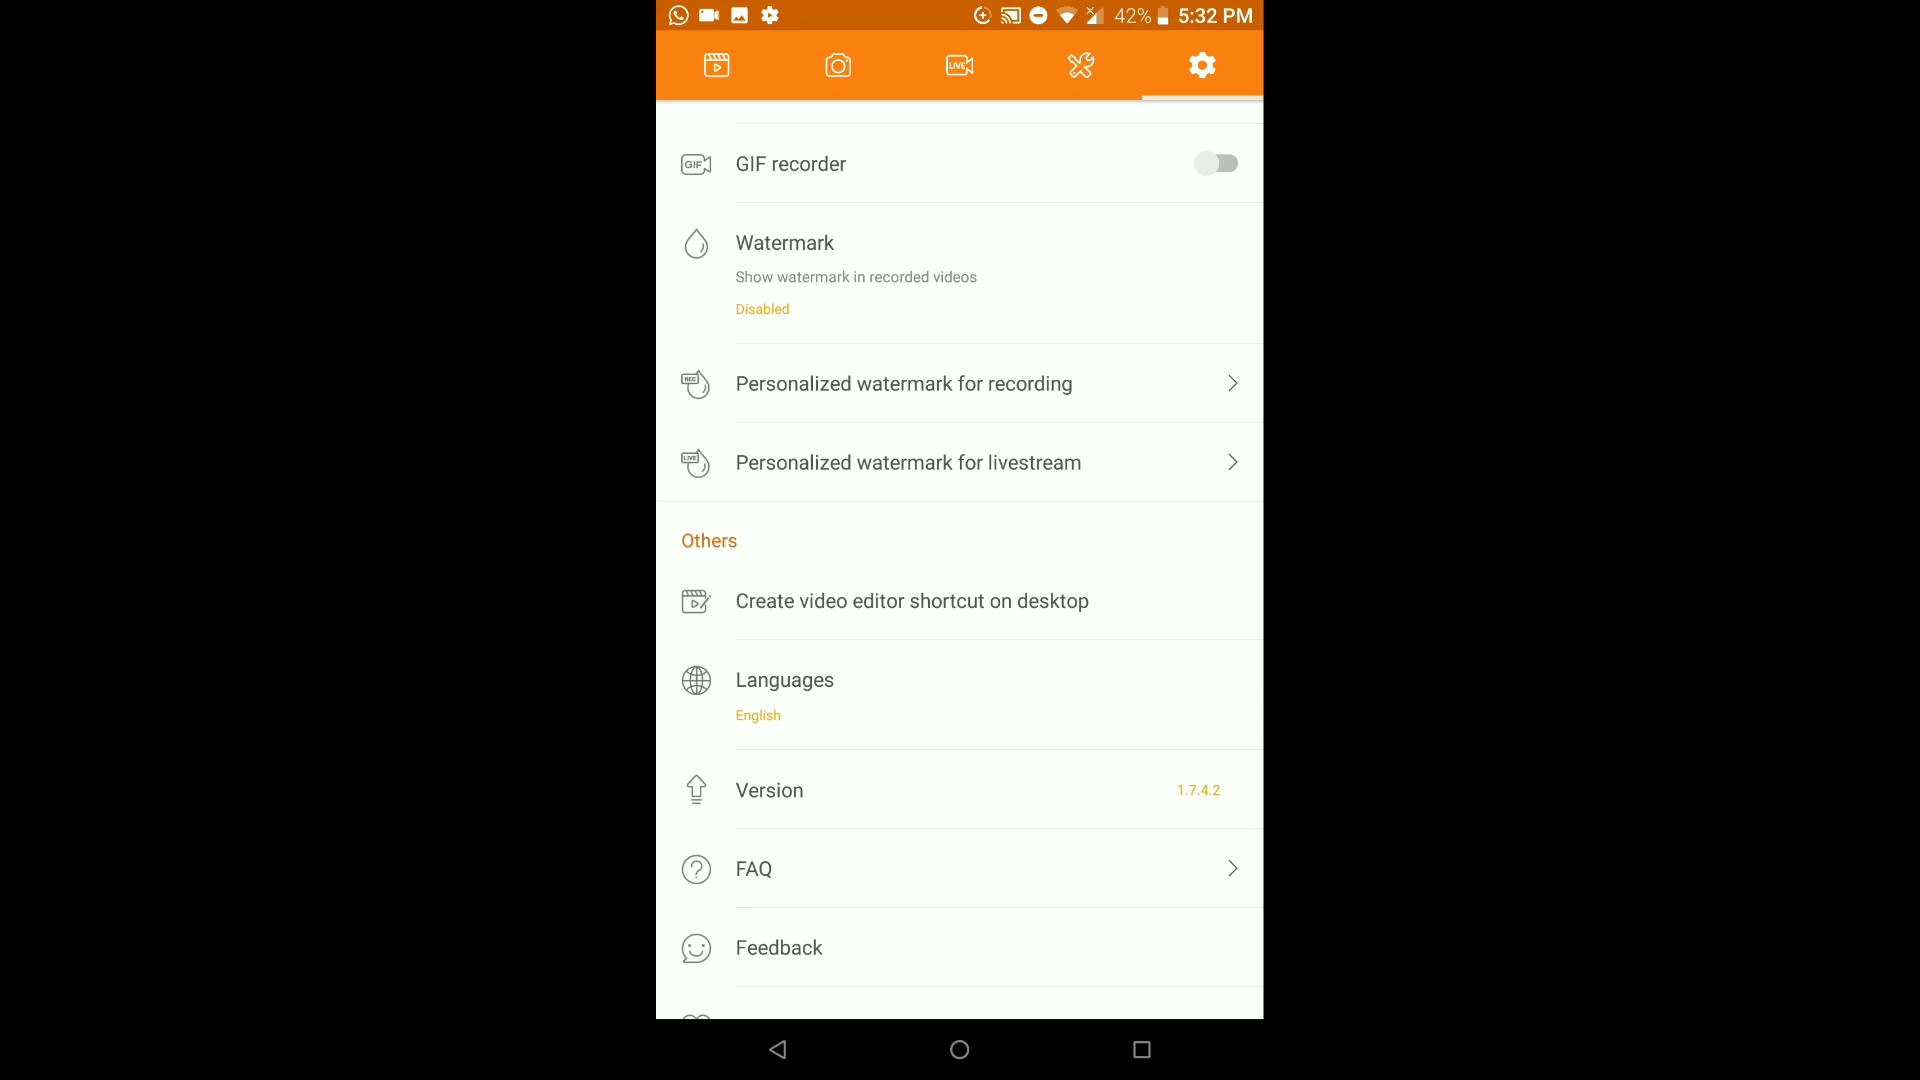 42% 5:32 PM
LIVE
GIF GIF recorder
Watermark
Show watermark in recorded videos
Disabled
REC Personalized watermark for recording
LIVE Personalized watermark for livestream
Others
Create video editor shortcut on desktop
Languages
English
Version 1.7.4.2
FAQ
Feedback